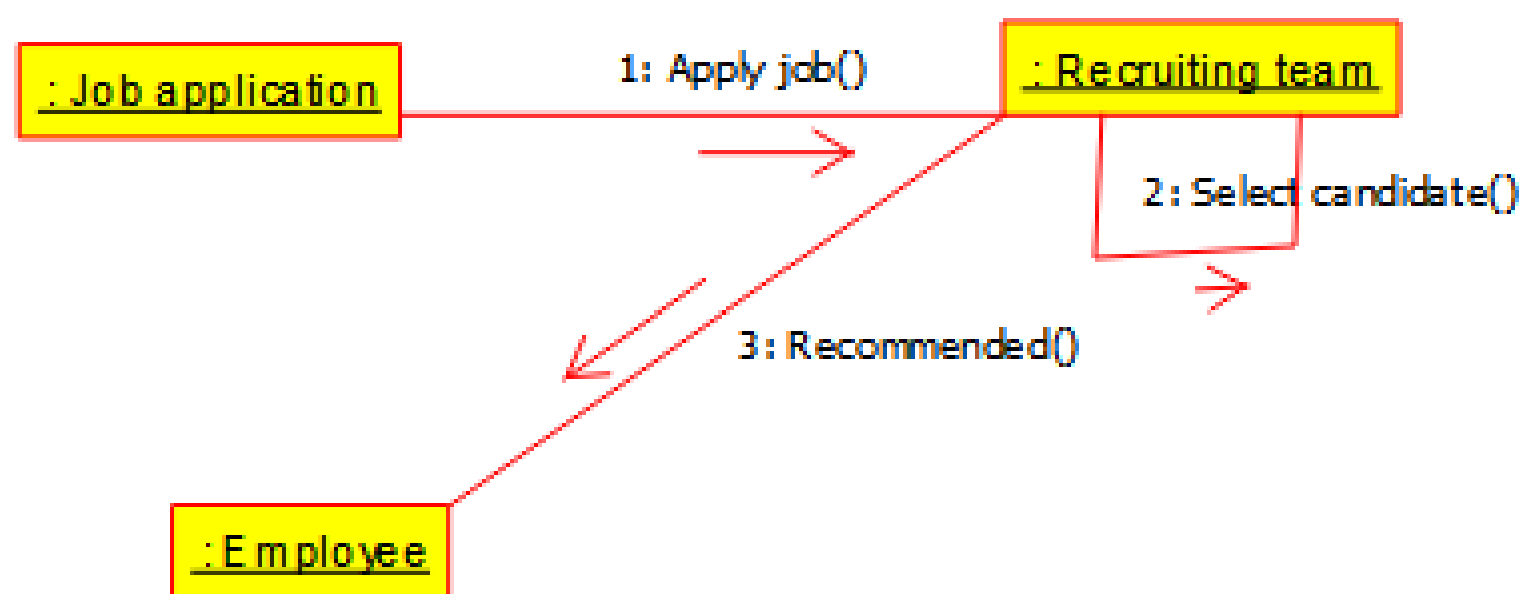 : Job application
1: Apply job()
: Recruiting team
2: Select candidate()
3: Recommended()
: Employee